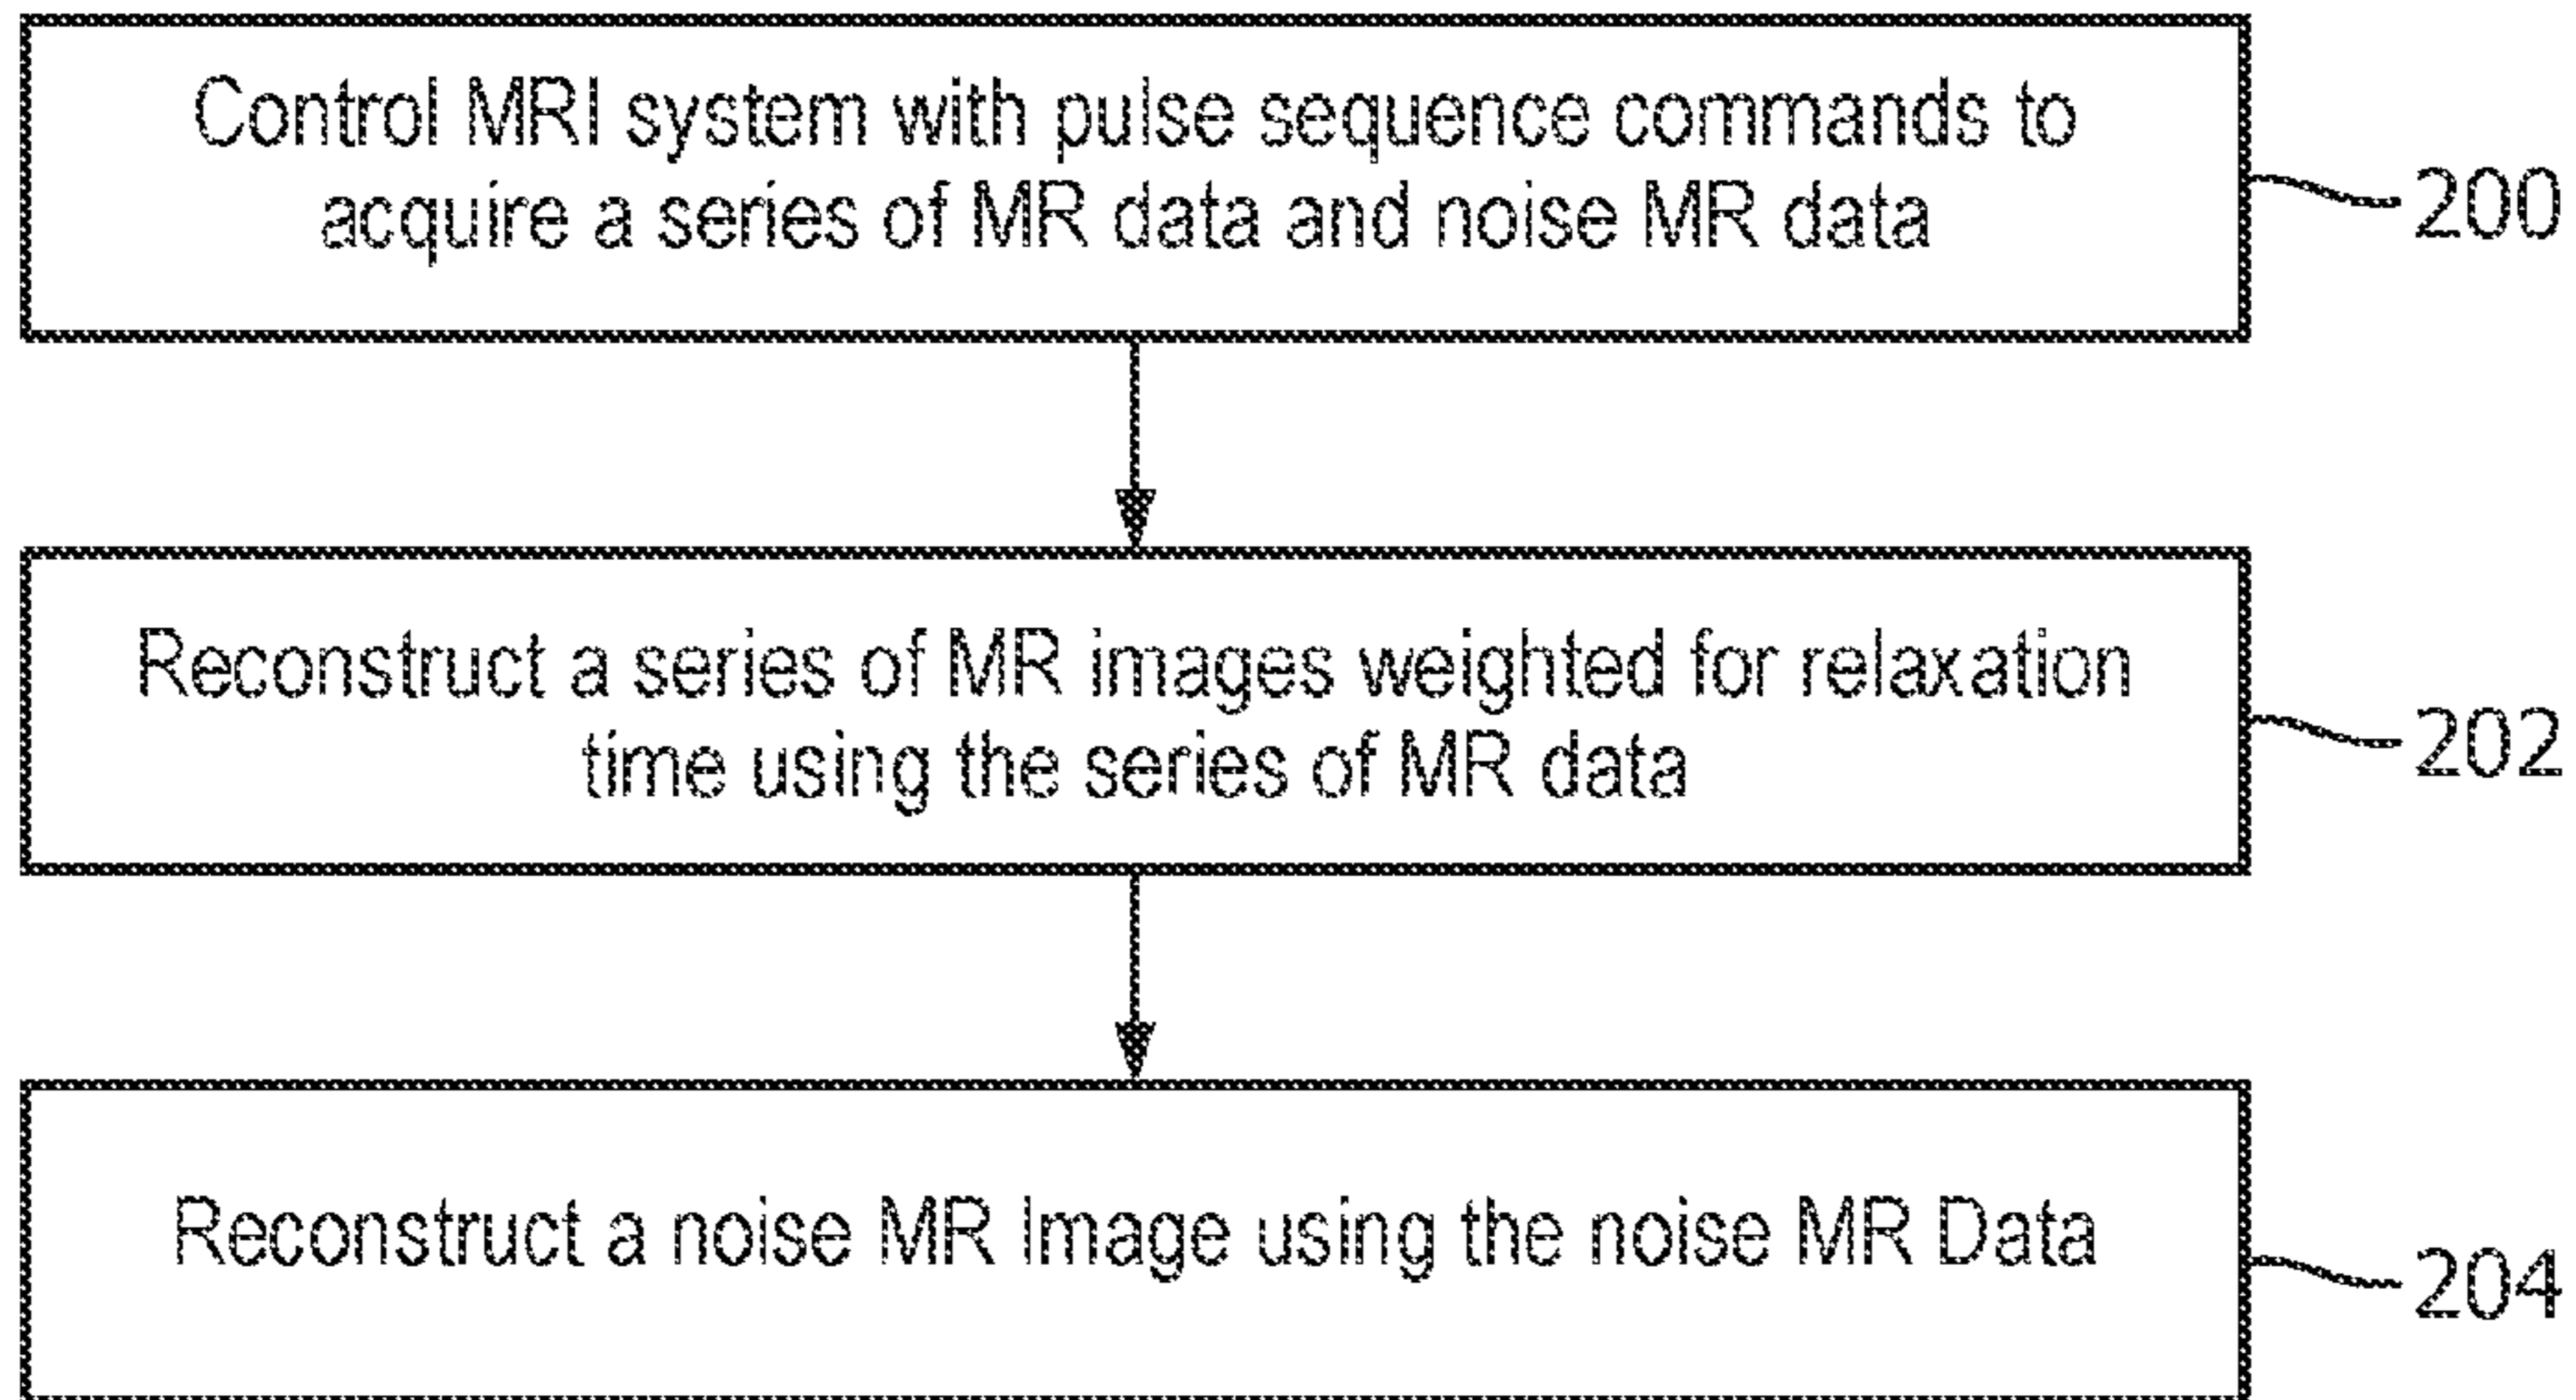 Control MRI system with pulse sequence commands to
acquire a series of MR data and noise MR data
200
Reconstruct a series of MR images weighted for relaxation
time using the series of MR data
202
Reconstruct a noise MR Image using the noise MR Data
204